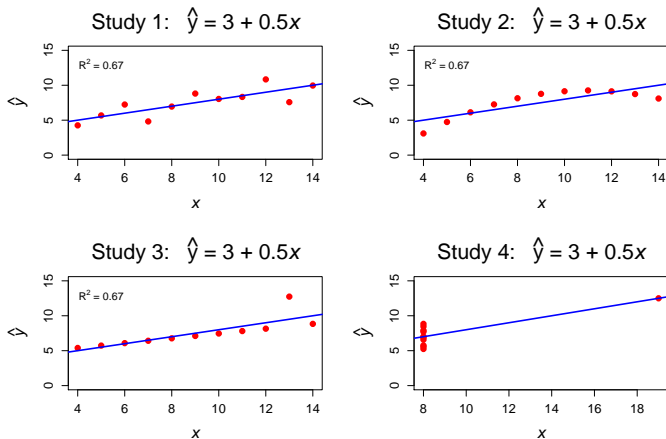 Study 1: ŷ = 3 + 0.5x
R² = 0.67
ŷ
0 5 10 15
4 6 8 10 12 14
x
Study 2: ŷ = 3 + 0.5x
R² = 0.67
ŷ
0 5 10 15
4 6 8 10 12 14
x
Study 3: ŷ = 3 + 0.5x
R² = 0.67
ŷ
0 5 10 15
4 6 8 10 12 14
x
Study 4: ŷ = 3 + 0.5x
ŷ
0 5 10 15
8 10 12 14 16 18
x